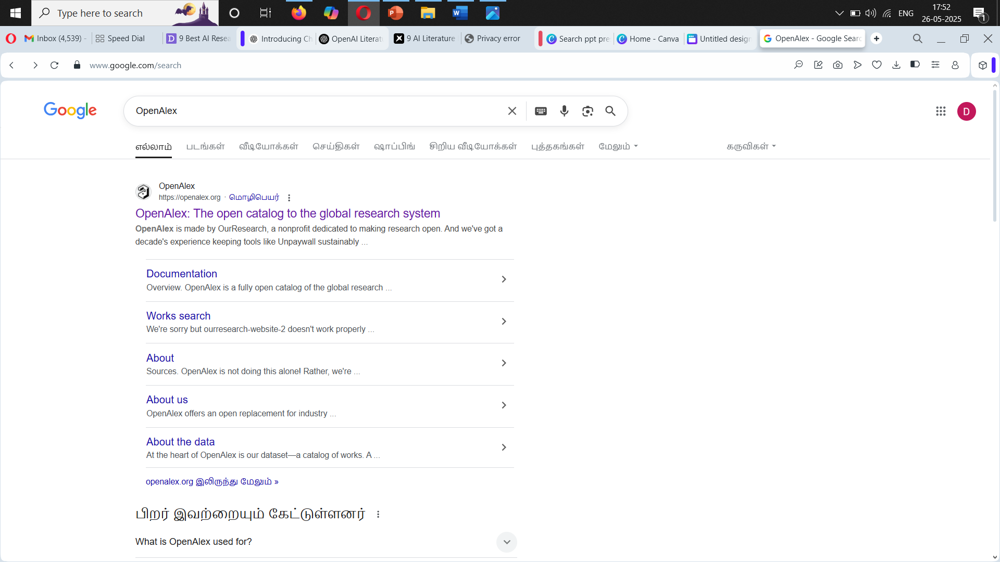 Type here to search
ENG
17:52
26-05-2025
1
Inbox (4,539) -
Speed Dial
9 Best AI Resea
Introducing Ch
OpenAI Literatu
9 AI Literature
Privacy error
Search ppt pre
Home - Canva
Untitled design
OpenAlex - Google Searc
www.google.com/search
Google
OpenAlex
D
எல்லாம்
படங்கள்
வீடியோக்கள்
செய்திகள்
ஷாப்பிங்
சிறிய வீடியோக்கள்
புத்தகங்கள்
மேலும்
கருவிகள்
OpenAlex
https://openalex.org · மொழிபெயர்
OpenAlex: The open catalog to the global research system
OpenAlex is made by OurResearch, a nonprofit dedicated to making research open. And we've got a
decade's experience keeping tools like Unpaywall sustainably ...
Documentation
Overview. OpenAlex is a fully open catalog of the global research ...
Works search
We're sorry but ourresearch-website-2 doesn't work properly ...
About
Sources. OpenAlex is not doing this alone! Rather, we're ...
About us
OpenAlex offers an open replacement for industry ...
About the data
At the heart of OpenAlex is our dataset—a catalog of works. A ...
openalex.org இலிருந்து மேலும் »
பிறர் இவற்றையும் கேட்டுள்ளனர்
What is OpenAlex used for?